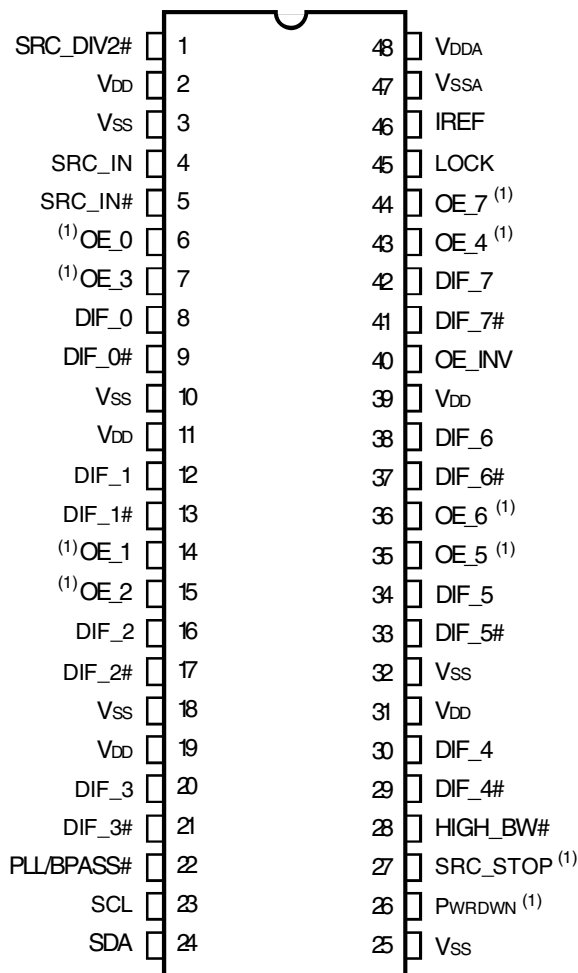 SRC_DIV2# 1 48 VDDA
VDD 2 47 VSSA
VSS 3 46 IREF
SRC_IN 4 45 LOCK
SRC_IN# 5 44 OE_7 (1)
(1) OE_0 6 43 OE_4 (1)
(1) OE_3 7 42 DIF_7
DIF_0 8 41 DIF_7#
DIF_0# 9 40 OE_INV
VSS 10 39 VDD
VDD 11 38 DIF_6
DIF_1 12 37 DIF_6#
DIF_1# 13 36 OE_6 (1)
(1) OE_1 14 35 OE_5 (1)
(1) OE_2 15 34 DIF_5
DIF_2 16 33 DIF_5#
DIF_2# 17 32 VSS
VSS 18 31 VDD
VDD 19 30 DIF_4
DIF_3 20 29 DIF_4#
DIF_3# 21 28 HIGH_BW#
PLL/BPASS# 22 27 SRC_STOP (1)
SCL 23 26 PWRDWN (1)
SDA 24 25 VSS